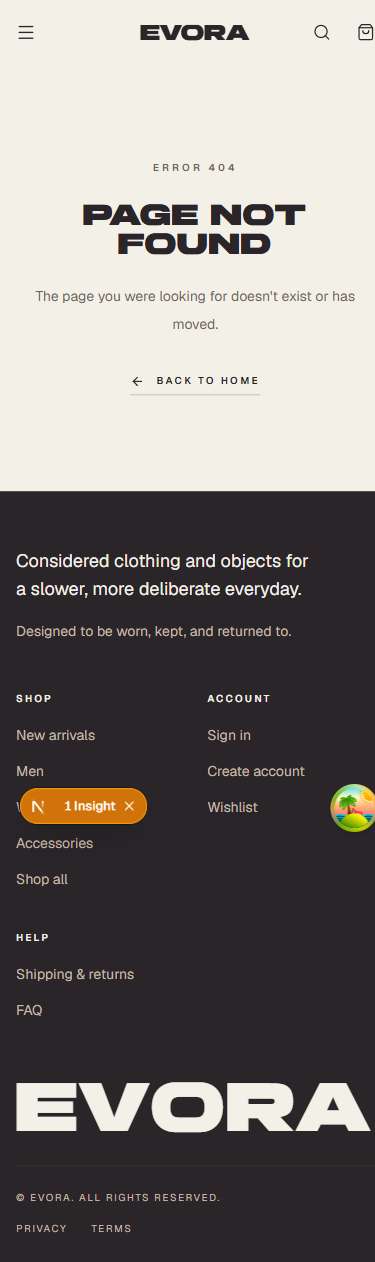 EVORA
ERROR 404
PAGE NOT
FOUND
The page you were looking for doesn't exist or has
moved.
← BACK TO HOME
Considered clothing and objects for
a slower, more deliberate everyday.
Designed to be worn, kept, and returned to.
SHOP
New arrivals
Men
1 Insight
Accessories
Shop all
ACCOUNT
Sign in
Create account
Wishlist
HELP
Shipping & returns
FAQ
EVORA
© EVORA. ALL RIGHTS RESERVED.
PRIVACY TERMS